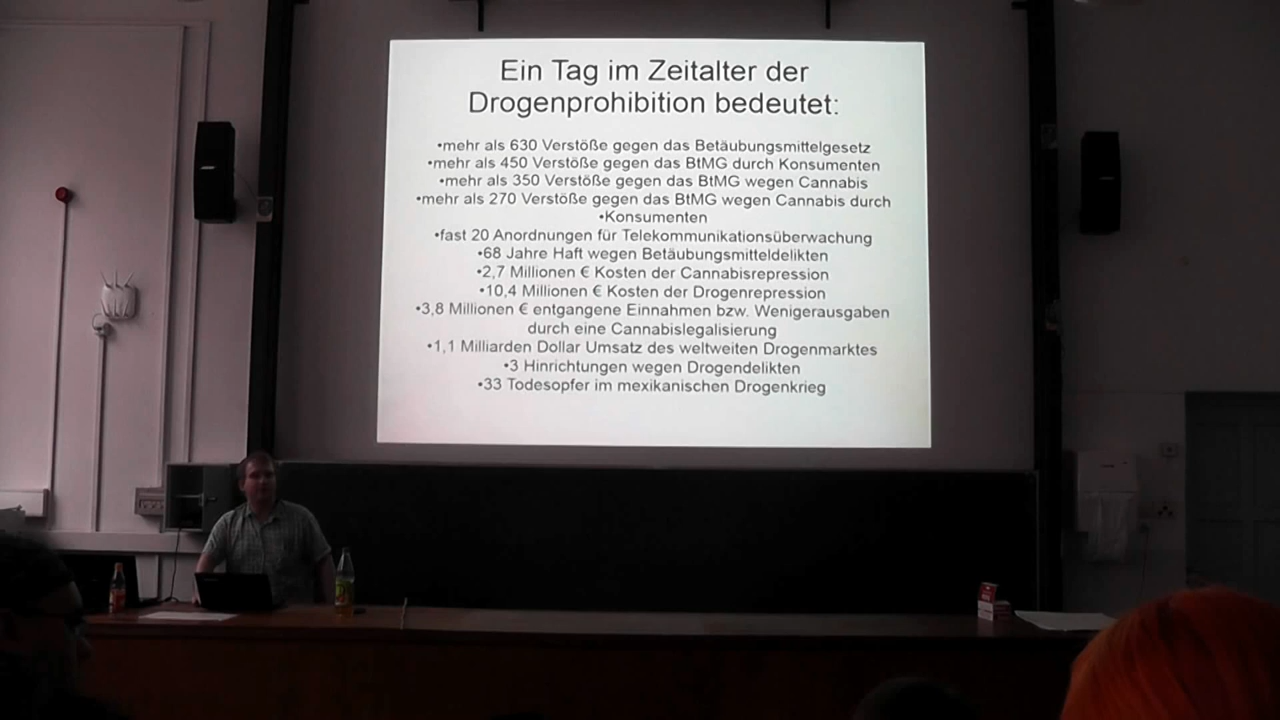 Ein Tag im Zeitalter der
Drogenprohibition bedeutet:
•mehr als 630 Verstöße gegen das Betäubungsmittelgesetz
•mehr als 450 Verstöße gegen das BtMG durch Konsumenten
•mehr als 350 Verstöße gegen das BtMG wegen Cannabis
•mehr als 270 Verstöße gegen das BtMG wegen Cannabis durch
•Konsumenten
•fast 20 Anordnungen für Telekommunikationsüberwachung
•68 Jahre Haft wegen Betäubungsmitteldelikten
•2,7 Millionen € Kosten der Cannabisrepression
•10,4 Millionen € Kosten der Drogenrepression
•3,8 Millionen € entgangene Einnahmen bzw. Wenigerausgaben
durch eine Cannabislegalisierung
•1,1 Milliarden Dollar Umsatz des weltweiten Drogenmarktes
•3 Hinrichtungen wegen Drogendelikten
•33 Todesopfer im mexikanischen Drogenkrieg